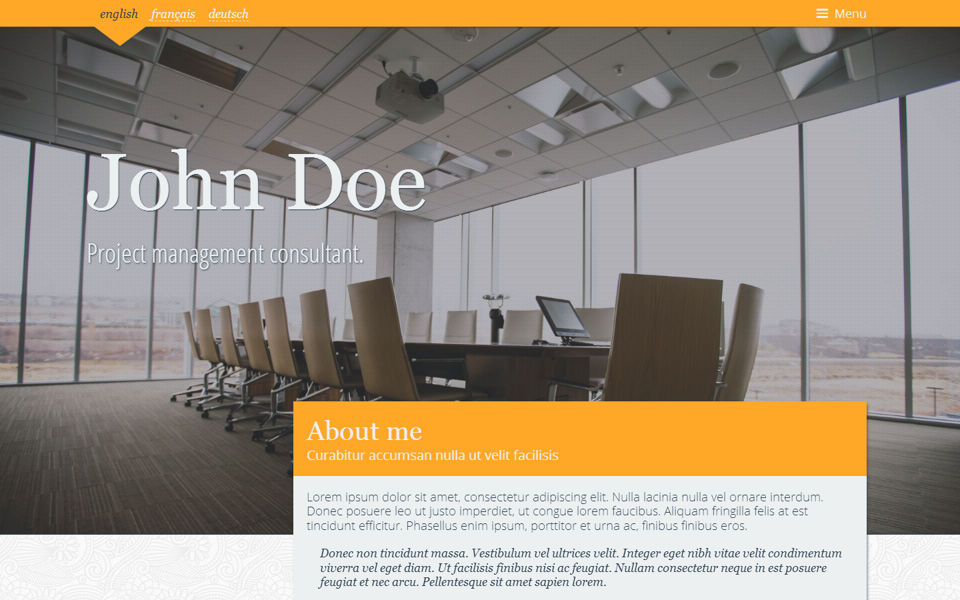 english français deutsch Menu
John Doe
Project management consultant.
About me
Curabitur accumsan nulla ut velit facilisis
Lorem ipsum dolor sit amet, consectetur adipiscing elit. Nulla lacinia nulla vel ornare interdum.
Donec posuere leo ut justo imperdiet, ut congue lorem faucibus. Aliquam fringilla felis at est
tincidunt efficitur. Phasellus enim ipsum, porttitor et urna ac, finibus finibus eros.
Donec non tincidunt massa. Vestibulum vel ultrices velit. Integer eget nibh vitae velit condimentum
viverra vel eget diam. Ut facilisis finibus nisi ac feugiat. Nullam consectetur neque in est posuere
feugiat et nec arcu. Pellentesque sit amet sapien lorem.